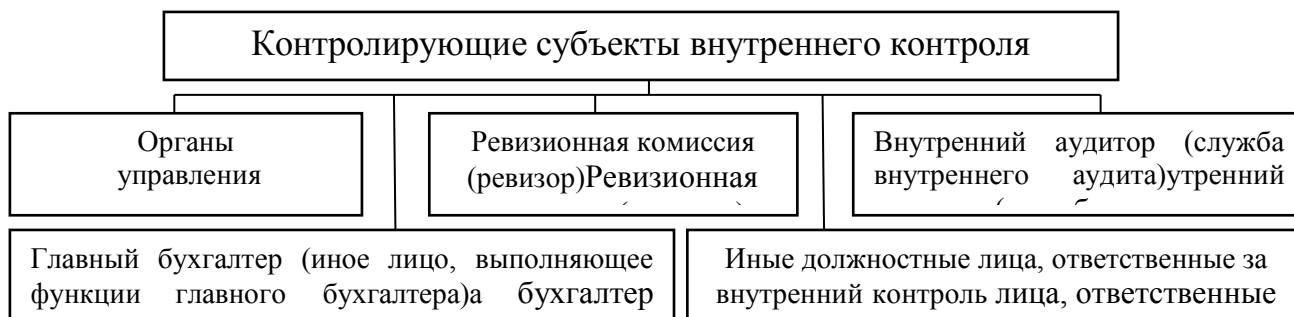 Контролирующие субъекты внутреннего контроля
Органы
управления
Ревизионная комиссия
(ревизор)Ревизионная
Внутренний аудитор (служба
внутреннего аудита)утренний
Главный бухгалтер (иное лицо, выполняющее
функции главного бухгалтера)а бухгалтер
Иные должностные лица, ответственные за
внутренний контроль лица, ответственные